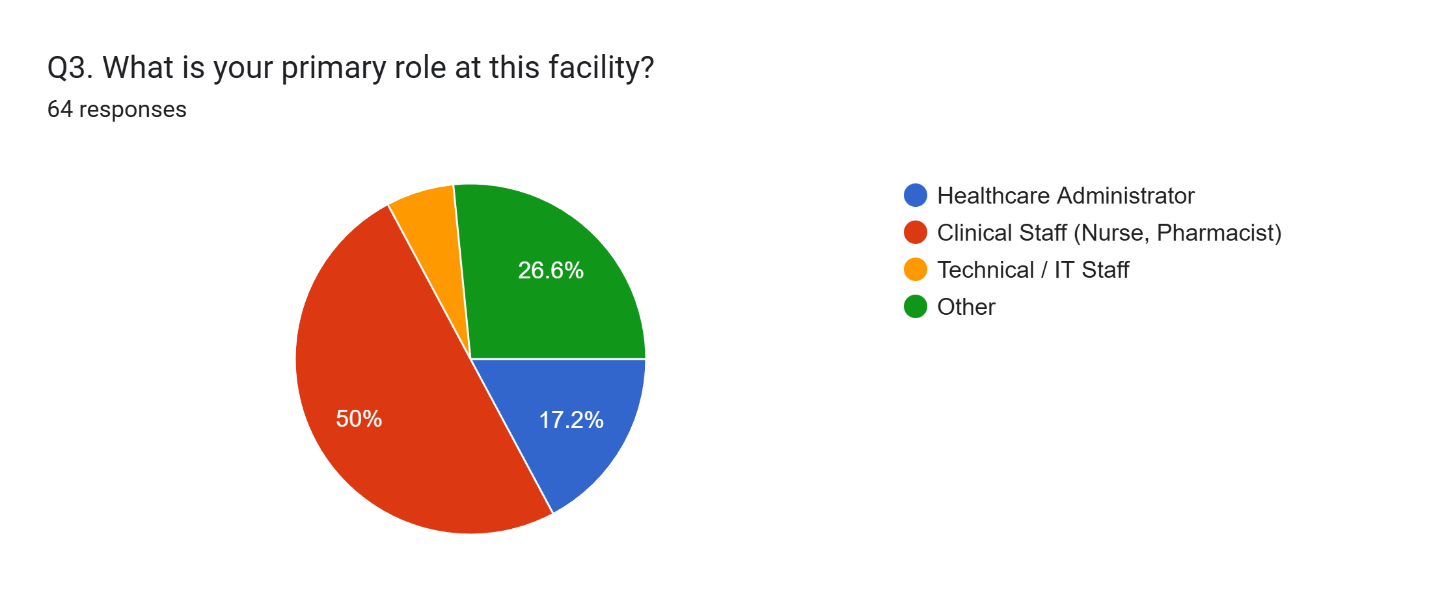 Q3. What is your primary role at this facility?
64 responses
Healthcare Administrator
Clinical Staff (Nurse, Pharmacist)
Technical / IT Staff
Other
26.6%
50%
17.2%